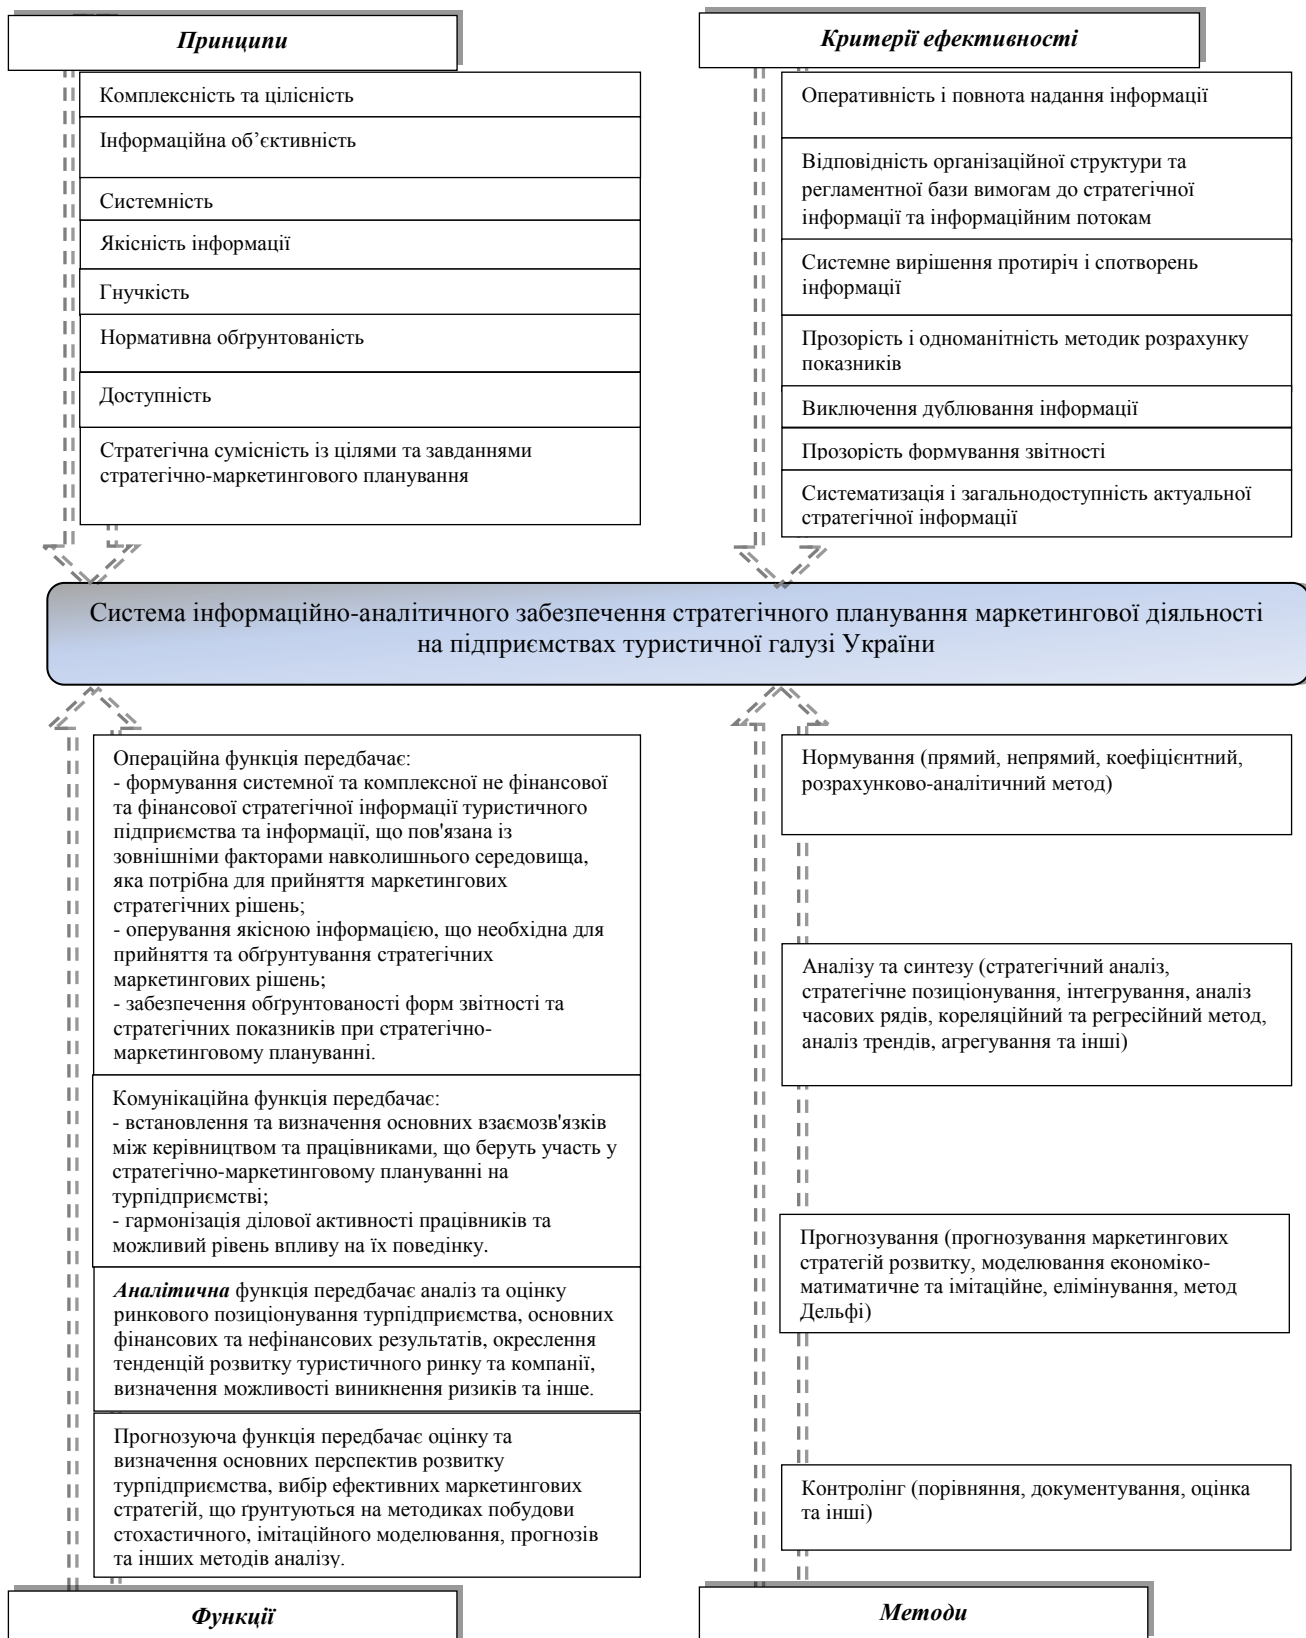 Принципи
Комплексність та цілісність
Інформаційна об’єктивність
Системність
Якісність інформації
Гнучкість
Нормативна обґрунтованість
Доступність
Стратегічна сумісність із цілями та завданнями
стратегічно-маркетингового планування
Критерії ефективності
Оперативність і повнота надання інформації
Відповідність організаційної структури та
регламентної бази вимогам до стратегічної
інформації та інформаційним потокам
Системне вирішення протиріч і спотворень
інформації
Прозорість і одноманітність методик розрахунку
показників
Виключення дублювання інформації
Прозорість формування звітності
Систематизація і загальнодоступність актуальної
стратегічної інформації
Система інформаційно-аналітичного забезпечення стратегічного планування маркетингової діяльності
на підприємствах туристичної галузі України
Операційна функція передбачає:
- формування системної та комплексної не фінансової
та фінансової стратегічної інформації туристичного
підприємства та інформації, що пов'язана із
зовнішніми факторами навколишнього середовища,
яка потрібна для прийняття маркетингових
стратегічних рішень;
- оперування якісною інформацією, що необхідна для
прийняття та обґрунтування стратегічних
маркетингових рішень;
- забезпечення обґрунтованості форм звітності та
стратегічних показників при стратегічно-
маркетинговому плануванні.
Комунікаційна функція передбачає:
- встановлення та визначення основних взаємозв'язків
між керівництвом та працівниками, що беруть участь у
стратегічно-маркетинговому плануванні на
турпідприємстві;
- гармонізація ділової активності працівників та
можливий рівень впливу на їх поведінку.
Аналітична функція передбачає аналіз та оцінку
ринкового позиціонування турпідприємства, основних
фінансових та нефінансових результатів, окреслення
тенденцій розвитку туристичного ринку та компанії,
визначення можливості виникнення ризиків та інше.
Прогнозуюча функція передбачає оцінку та
визначення основних перспектив розвитку
турпідприємства, вибір ефективних маркетингових
стратегій, що ґрунтуються на методиках побудови
стохастичного, імітаційного моделювання, прогнозів
та інших методів аналізу.
Функції
Нормування (прямий, непрямий, коефіцієнтний,
розрахунково-аналітичний метод)
Аналізу та синтезу (стратегічний аналіз,
стратегічне позиціонування, інтегрування, аналіз
часових рядів, кореляційний та регресійний метод,
аналіз трендів, агрегування та інші)
Прогнозування (прогнозування маркетингових
стратегій розвитку, моделювання економіко-
матиматичне та імітаційне, елімінування, метод
Дельфі)
Контролінг (порівняння, документування, оцінка
та інші)
Методи